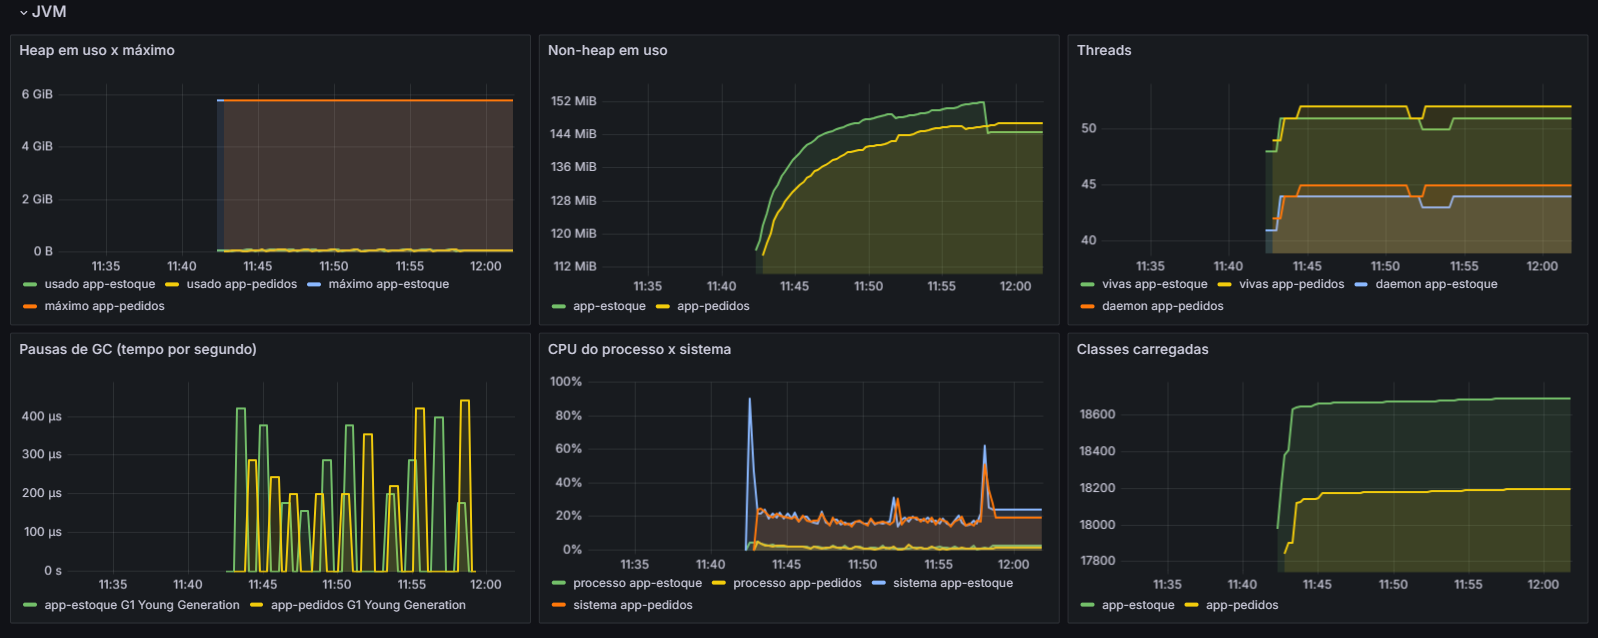 JVM
Heap em uso x máximo
6 GiB
4 GiB
2 GiB
0 B
11:35 11:40 11:45 11:50 11:55 12:00
usado app-estoque usado app-pedidos máximo app-estoque
máximo app-pedidos
Non-heap em uso
152 MiB
144 MiB
136 MiB
128 MiB
120 MiB
112 MiB
11:35 11:40 11:45 11:50 11:55 12:00
app-estoque app-pedidos
Threads
50
45
40
11:35 11:40 11:45 11:50 11:55 12:00
vivas app-estoque vivas app-pedidos daemon app-estoque
daemon app-pedidos
Pausas de GC (tempo por segundo)
400 µs
300 µs
200 µs
100 µs
0 s
11:35 11:40 11:45 11:50 11:55 12:00
app-estoque G1 Young Generation app-pedidos G1 Young Generation
CPU do processo x sistema
100%
80%
60%
40%
20%
0%
11:35 11:40 11:45 11:50 11:55 12:00
processo app-estoque processo app-pedidos sistema app-estoque
sistema app-pedidos
Classes carregadas
18600
18400
18200
18000
17800
11:35 11:40 11:45 11:50 11:55 12:00
app-estoque app-pedidos